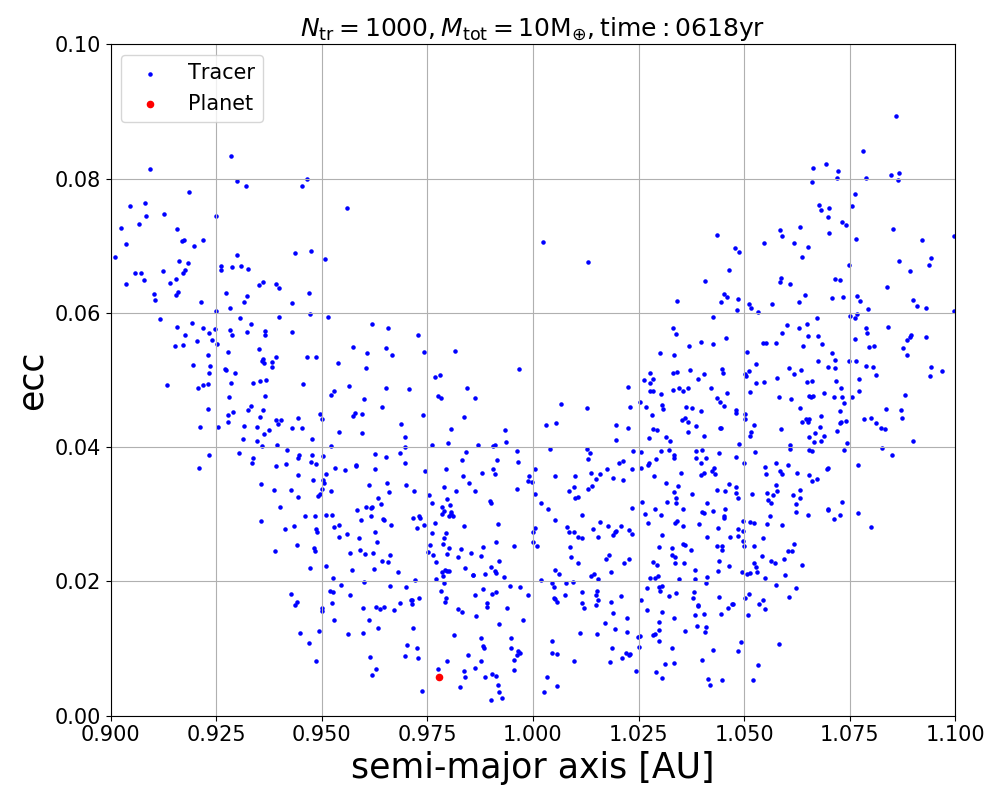 N_tr = 1000, M_tot = 10M_⊕, time : 0618yr
Tracer
Planet
ecc
0.10
0.08
0.06
0.04
0.02
0.00
0.900 0.925 0.950 0.975 1.000 1.025 1.050 1.075 1.100
semi-major axis [AU]